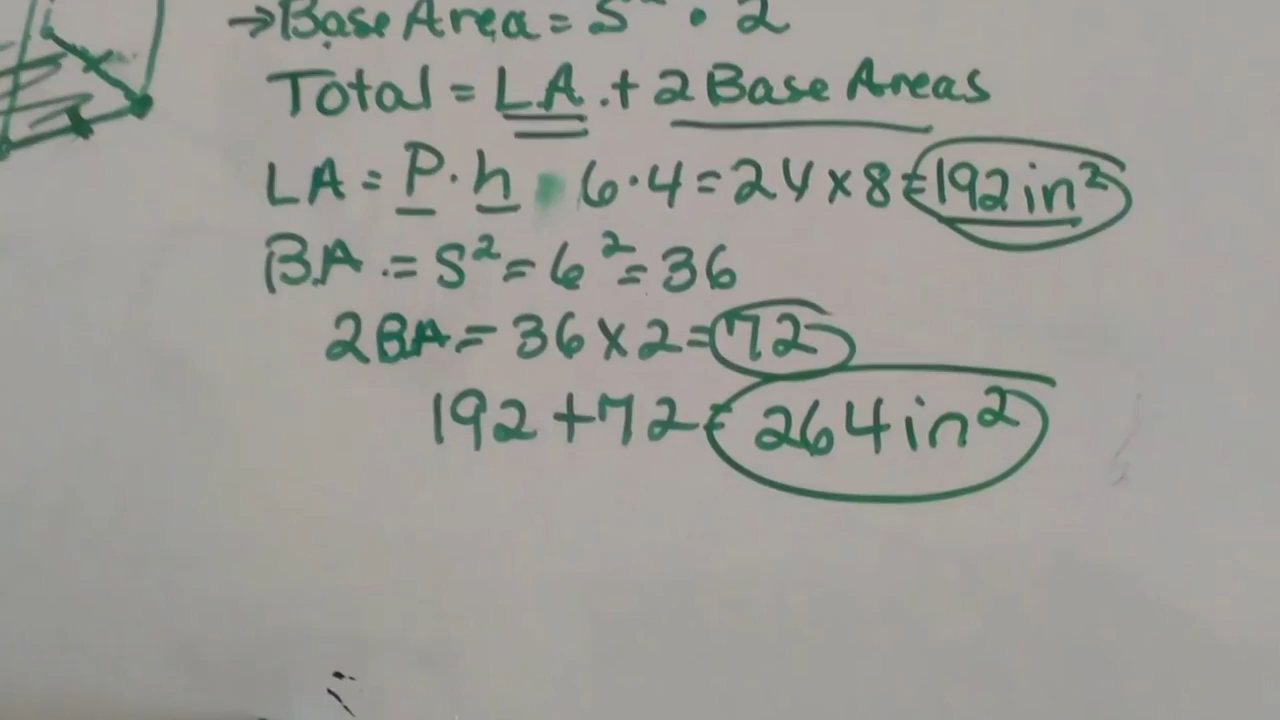 →Base Area = S² • 2
Total = LA. + 2 Base Areas
LA = P · h 6 · 4 = 24 x 8 = 192 in²
BA. = S² = 6² = 36
2BA = 36 x 2 = 72
192 + 72 = 264 in²